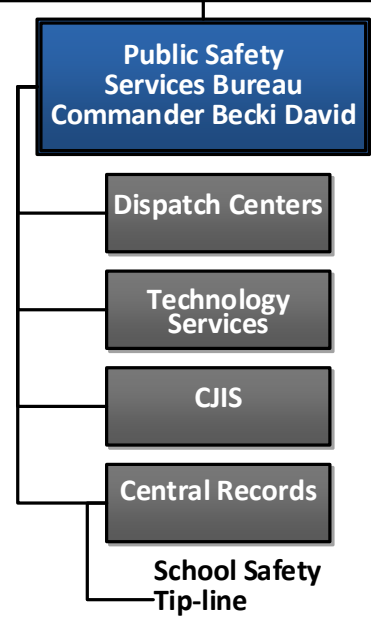 Public Safety
Services Bureau
Commander Becki David
Dispatch Centers
Technology
Services
CJIS
Central Records
School Safety
Tip-line